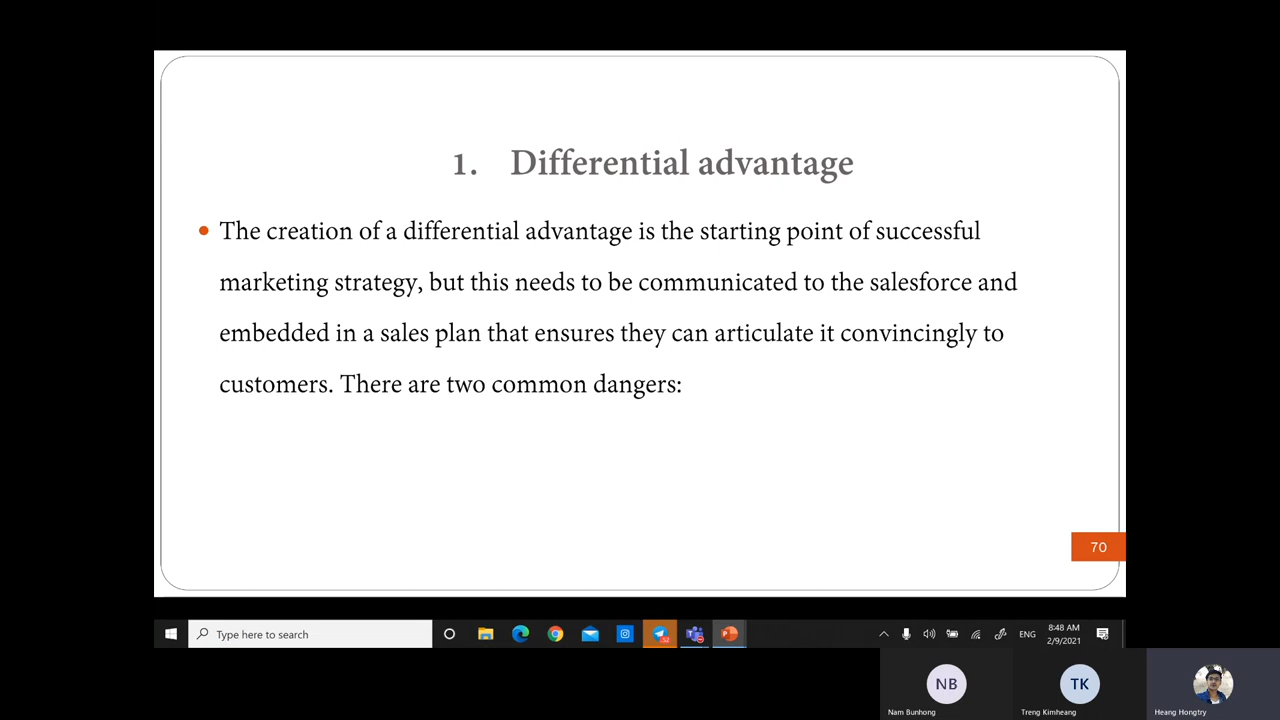 1. Differential advantage
• The creation of a differential advantage is the starting point of successful
marketing strategy, but this needs to be communicated to the salesforce and
embedded in a sales plan that ensures they can articulate it convincingly to
customers. There are two common dangers:
70
Type here to search
ENG
8:48 AM
2/9/2021
NB
TK
Nam Bunhong
Treng Kimheang
Heang Hongtry